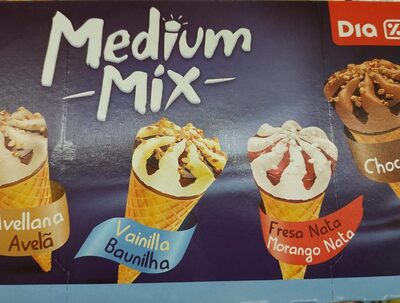 Medium
Mix
Dia %
Avellana
Avelã
Vainilla
Baunilha
Fresa Nata
Morango Nata
Choc